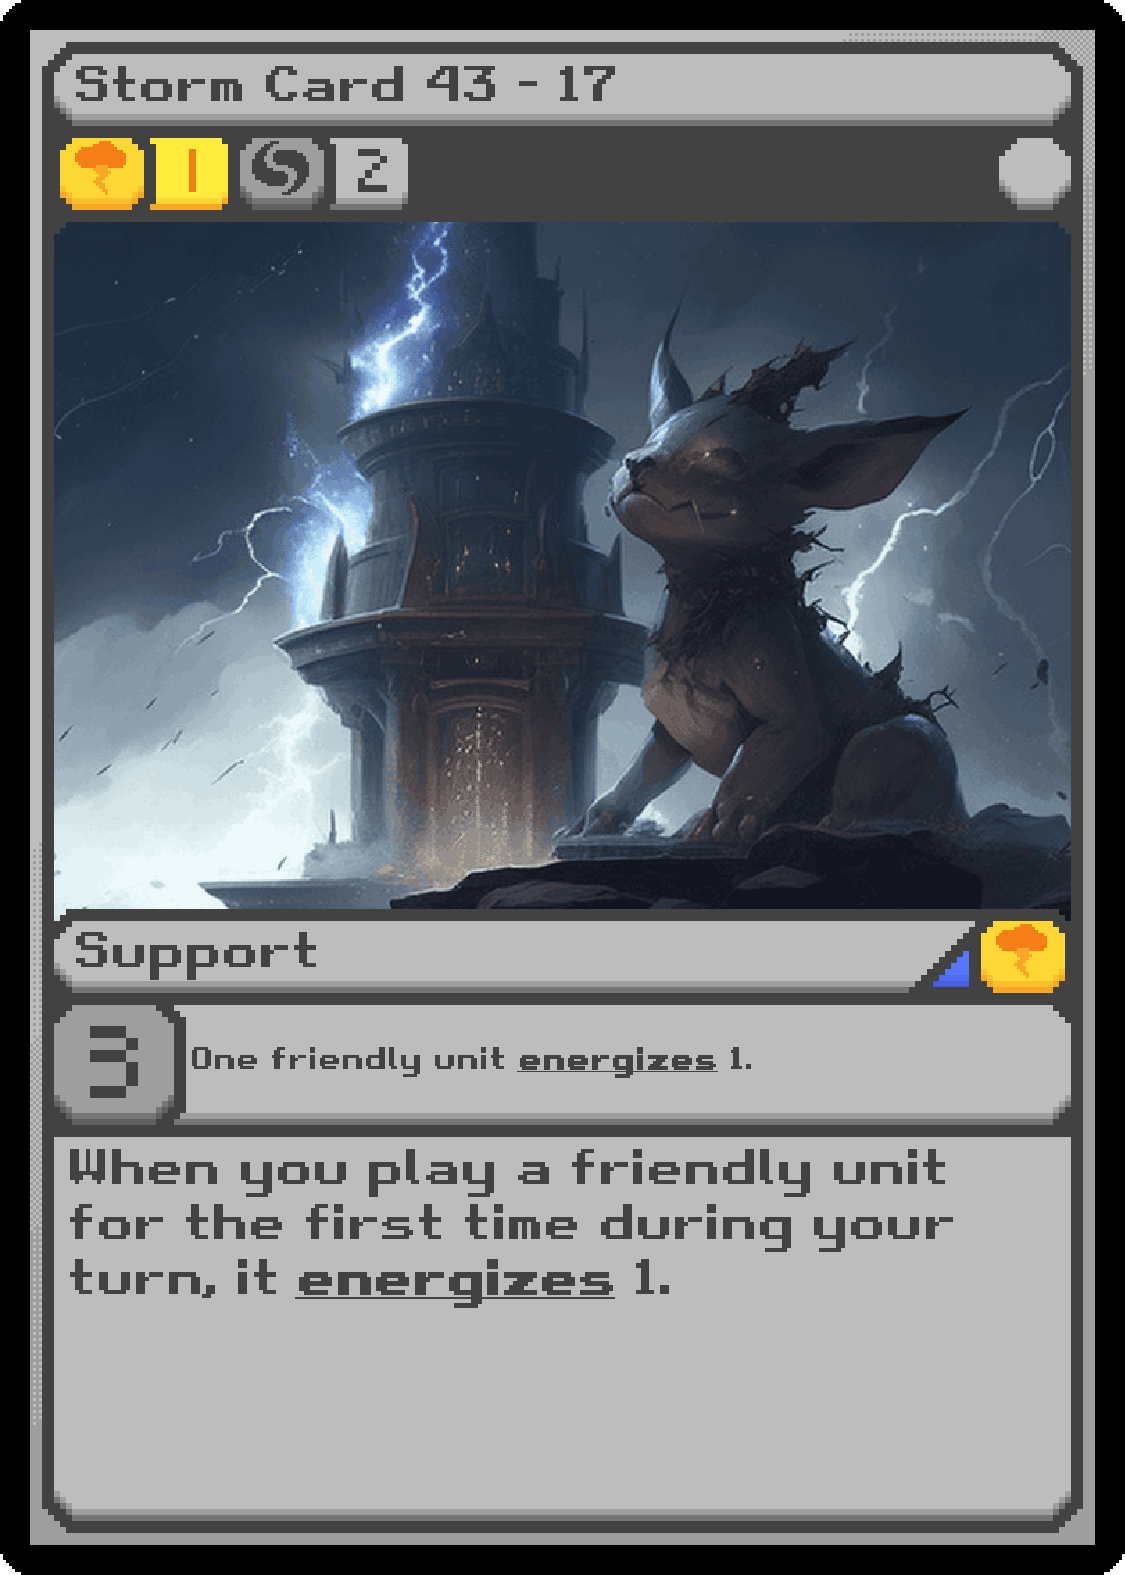 Storm Card 43 - 17
1 2
Support
3
One friendly unit energizes 1.
When you play a friendly unit
for the first time during your
turn, it energizes 1.